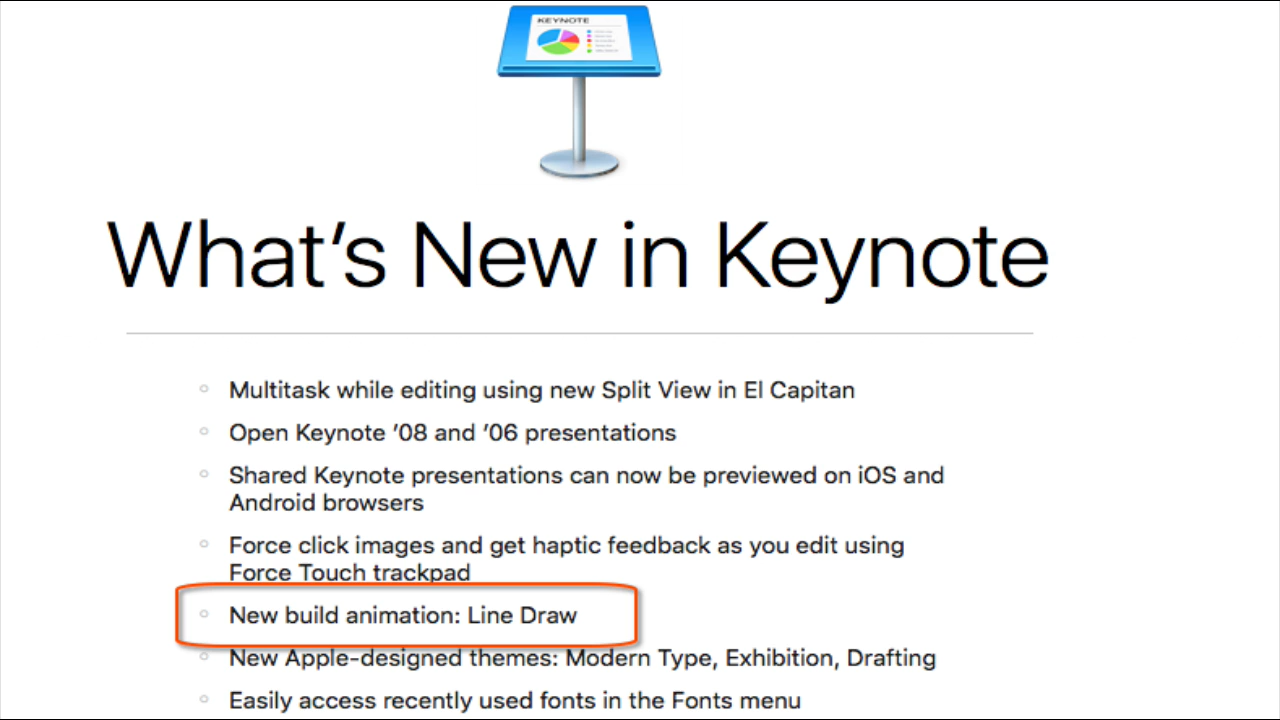 KEYNOTE
What's New in Keynote
Multitask while editing using new Split View in El Capitan
Open Keynote ’08 and ’06 presentations
Shared Keynote presentations can now be previewed on iOS and
Android browsers
Force click images and get haptic feedback as you edit using
Force Touch trackpad
New build animation: Line Draw
New Apple-designed themes: Modern Type, Exhibition, Drafting
Easily access recently used fonts in the Fonts menu